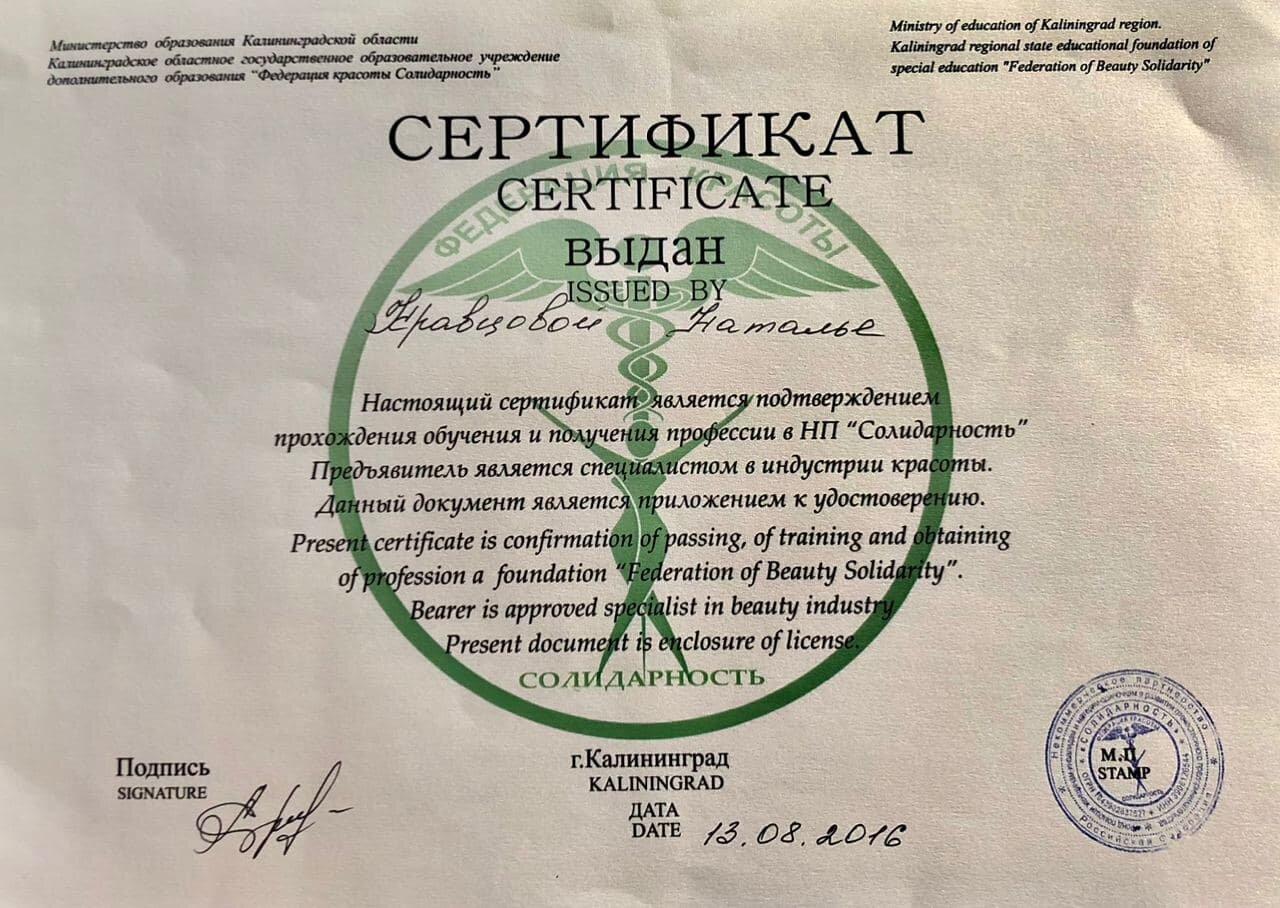 Министерство образования Калининградской области
Калининградское областное государственное образовательное учреждение
дополнительного образования "Федерация красоты Солидарность"
Ministry of education of Kaliningrad region.
Kaliningrad regional state educational foundation of
special education "Federation of Beauty Solidarity"
СЕРТИФИКАТ
CERTIFICATE
ФЕДЕРАЦИЯ КРАСОТЫ
выдан
ISSUED BY
Кравцовой Наталье
Настоящий сертификат является подтверждением
прохождения обучения и получения профессии в НП "Солидарность"
Предъявитель является специалистом в индустрии красоты.
Данный документ является приложением к удостоверению.
Present certificate is confirmation of passing, of training and obtaining
of profession a foundation "Federation of Beauty Solidarity".
Bearer is approved specialist in beauty industry
Present document is enclosure of license.
СОЛИДАРНОСТЬ
Подпись
SIGNATURE
г.Калининград
KALININGRAD
ДАТА
DATE 13.08.2016
Некоммерческое партнерство
"СОЛИДАРНОСТЬ"
М.П
STAMP